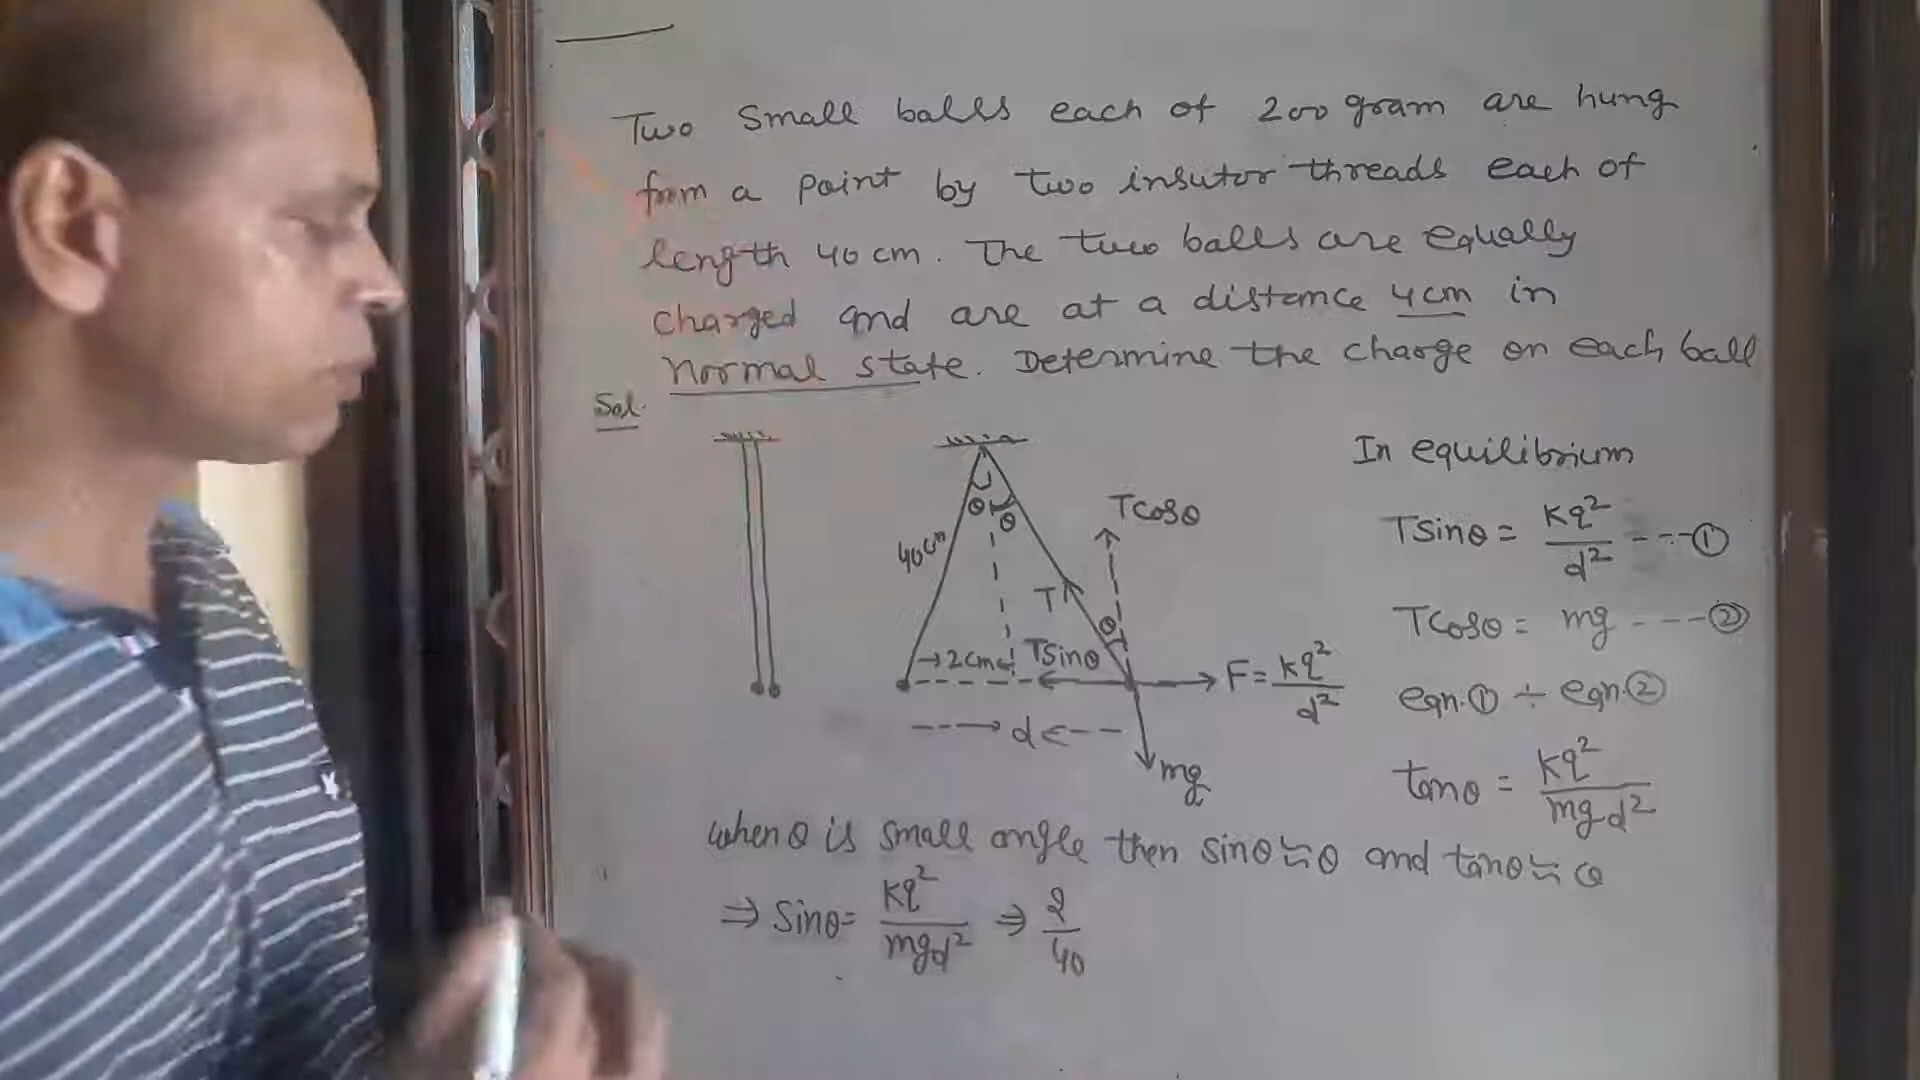 Two Small balls each of 200 gram are hung
from a point by two insutor threads each of
length 40 cm. The two balls are equally
charged and are at a distance 4cm in
normal state. Determine the charge on each ball
Sol.
In equilibrium
Tsinθ = kq²/d² ---①
Tcosθ = mg ----②
eqn.① ÷ eqn.②
tanθ = kq²/mgd²
40cm
θ
θ
Tcosθ
T
θ
→2cm←
Tsinθ
F = kq²/d²
---→ d ←--
mg
when θ is small angle then sinθ ≃ θ and tanθ ≃ θ
⇒ Sinθ = kq²/mgd² ⇒ 2/40